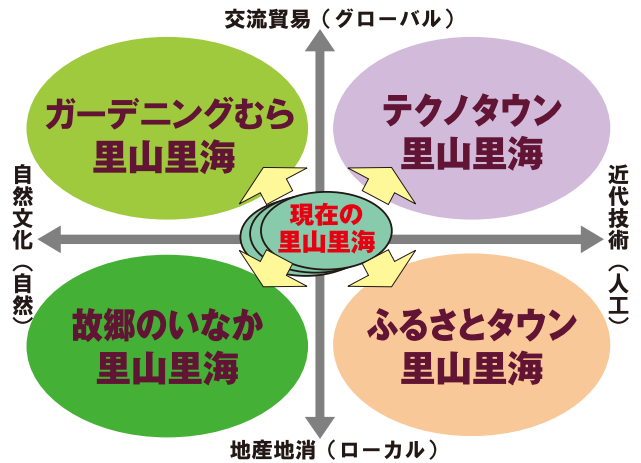 交流貿易（グローバル）
ガーデニングむら
里山里海
テクノタウン
里山里海
自然文化（自然）
現在の
里山里海
近代技術（人工）
故郷のいなか
里山里海
ふるさとタウン
里山里海
地産地消（ローカル）